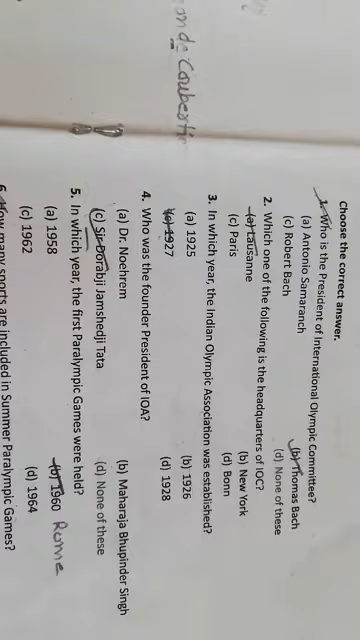 on de Coubertin
Choose the correct answer.
1. Who is the President of International Olympic Committee?
(a) Antonio Samaranch (b) Thomas Bach
(c) Robert Bach (d) None of these
2. Which one of the following is the headquarters of IOC?
(a) Lausanne (b) New York
(c) Paris (d) Bonn
3. In which year, the Indian Olympic Association was established?
(a) 1925 (b) 1926
(c) 1927 (d) 1928
4. Who was the founder President of IOA?
(a) Dr. Noehrem (b) Maharaja Bhupinder Singh
(c) Sir Dorabji Jamshedji Tata (d) None of these
5. In which year, the first Paralympic Games were held?
(a) 1958 (b) 1960 Rome
(c) 1962 (d) 1964
6. How many sports are included in Summer Paralympic Games?